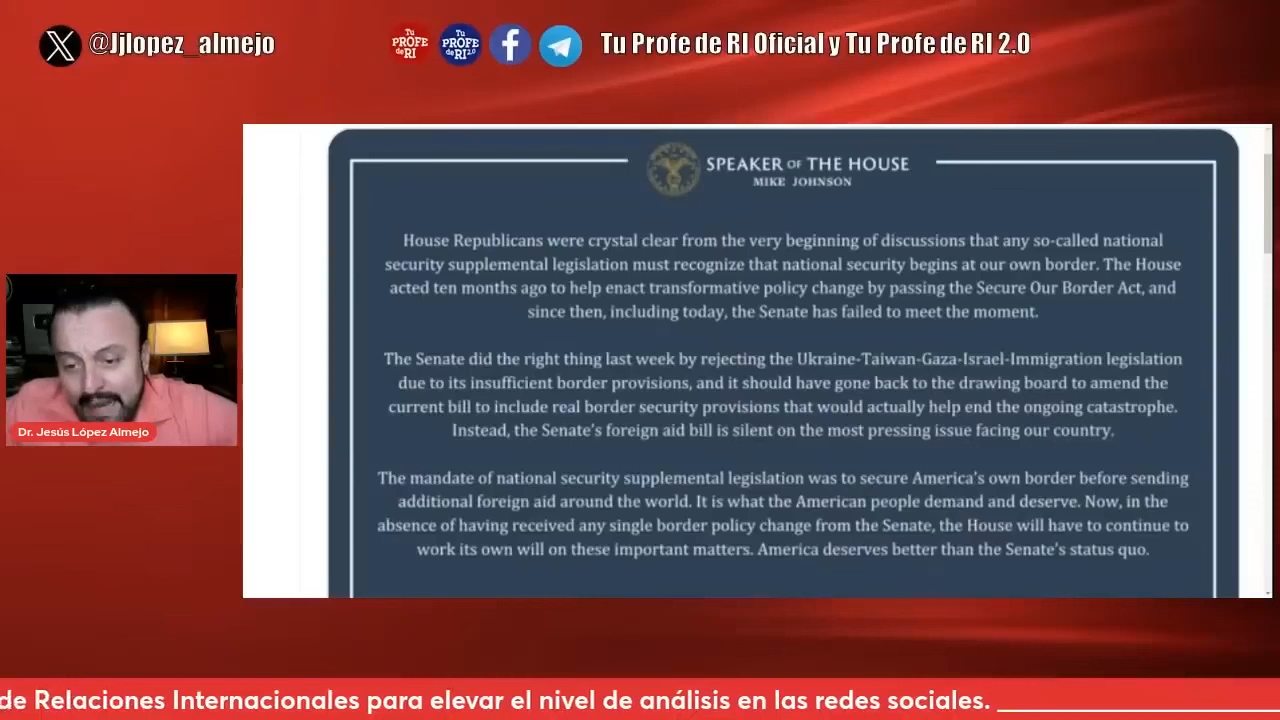 @Jjlopez_almejo
Tu
PROFE
de RI
Tu
PROFE
de RI 2.0
Tu Profe de RI Oficial y Tu Profe de RI 2.0
SPEAKER OF THE HOUSE
MIKE JOHNSON
House Republicans were crystal clear from the very beginning of discussions that any so-called national
security supplemental legislation must recognize that national security begins at our own border. The House
acted ten months ago to help enact transformative policy change by passing the Secure Our Border Act, and
since then, including today, the Senate has failed to meet the moment.
The Senate did the right thing last week by rejecting the Ukraine-Taiwan-Gaza-Israel-Immigration legislation
due to its insufficient border provisions, and it should have gone back to the drawing board to amend the
current bill to include real border security provisions that would actually help end the ongoing catastrophe.
Instead, the Senate's foreign aid bill is silent on the most pressing issue facing our country.
The mandate of national security supplemental legislation was to secure America's own border before sending
additional foreign aid around the world. It is what the American people demand and deserve. Now, in the
absence of having received any single border policy change from the Senate, the House will have to continue to
work its own will on these important matters. America deserves better than the Senate's status quo.
Dr. Jesús López Almejo
de Relaciones Internacionales para elevar el nivel de análisis en las redes sociales.